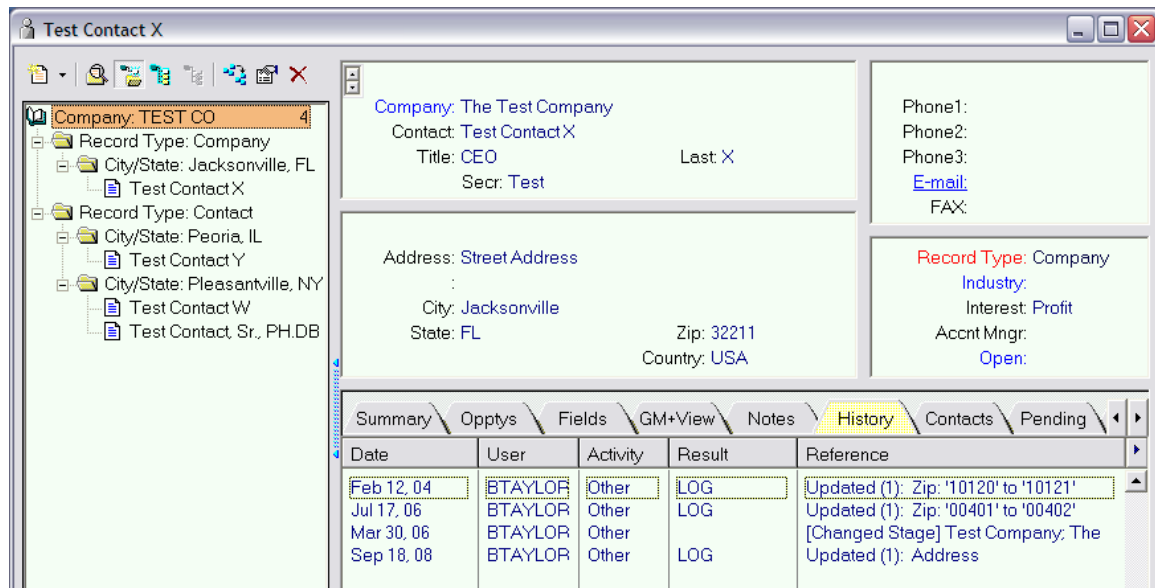 Test Contact X
Company: TEST CO 4
Record Type: Company
City/State: Jacksonville, FL
Test Contact X
Record Type: Contact
City/State: Peoria, IL
Test Contact Y
City/State: Pleasantville, NY
Test Contact W
Test Contact, Sr., PH.DB
Company: The Test Company
Contact: Test Contact X
Title: CEO Last: X
Secr: Test
Phone1:
Phone2:
Phone3:
E-mail:
FAX:
Address: Street Address
:
City: Jacksonville
State: FL Zip: 32211
Country: USA
Record Type: Company
Industry:
Interest: Profit
Accnt Mngr:
Open:
Summary Opptys Fields GM+View Notes History Contacts Pending
Date User Activity Result Reference
Feb 12, 04 BTAYLOR Other LOG Updated (1): Zip: '10120' to '10121'
Jul 17, 06 BTAYLOR Other LOG Updated (1): Zip: '00401' to '00402'
Mar 30, 06 BTAYLOR Other [Changed Stage] Test Company; The
Sep 18, 08 BTAYLOR Other LOG Updated (1): Address